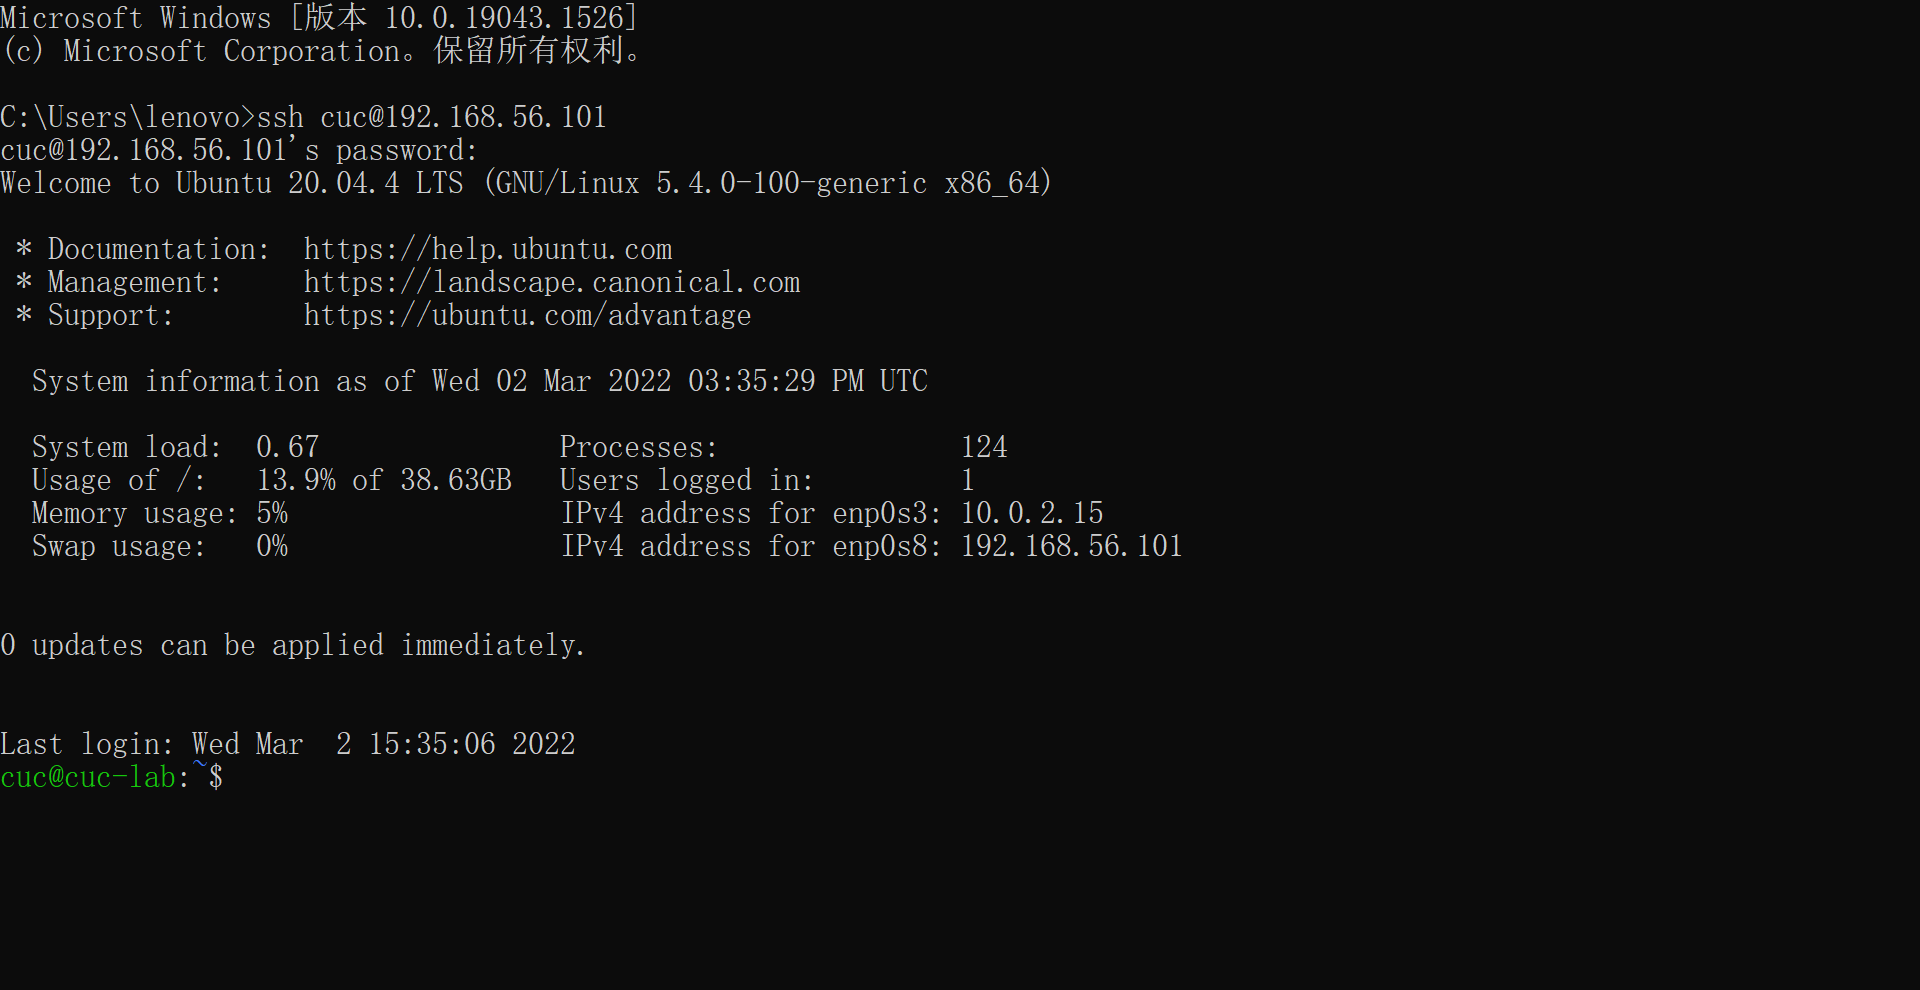 Microsoft Windows [版本 10.0.19043.1526]
(c) Microsoft Corporation。保留所有权利。
C:\Users\lenovo>ssh cuc@192.168.56.101
cuc@192.168.56.101's password:
Welcome to Ubuntu 20.04.4 LTS (GNU/Linux 5.4.0-100-generic x86_64)
* Documentation:  https://help.ubuntu.com
* Management:     https://landscape.canonical.com
* Support:        https://ubuntu.com/advantage
System information as of Wed 02 Mar 2022 03:35:29 PM UTC
System load:  0.67               Processes:               124
Usage of /:   13.9% of 38.63GB   Users logged in:         1
Memory usage: 5%                 IPv4 address for enp0s3: 10.0.2.15
Swap usage:   0%                 IPv4 address for enp0s8: 192.168.56.101
0 updates can be applied immediately.
Last login: Wed Mar  2 15:35:06 2022
cuc@cuc-lab:~$